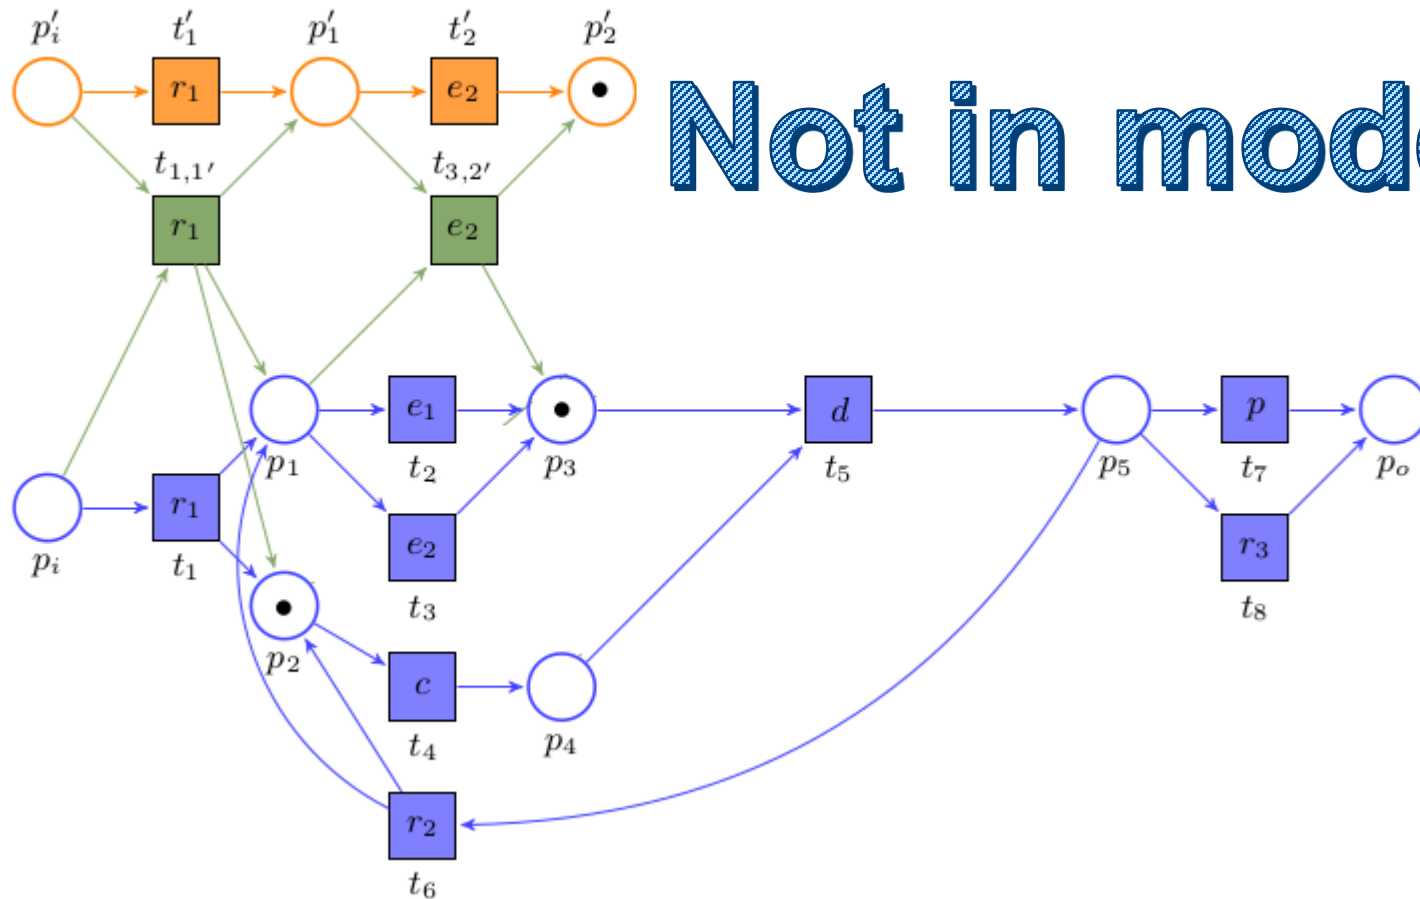 p′ᵢ t′₁ p′₁ t′₂ p′₂
r₁ e₂
Not in mode
t₁,₁′ t₃,₂′
r₁ e₂
e₁ d p
p₁ t₂ p₃ t₅ p₅ t₇ pₒ
r₁ e₂ r₃
pᵢ t₁ t₃ t₈
p₂ c
t₄ p₄
r₂
t₆